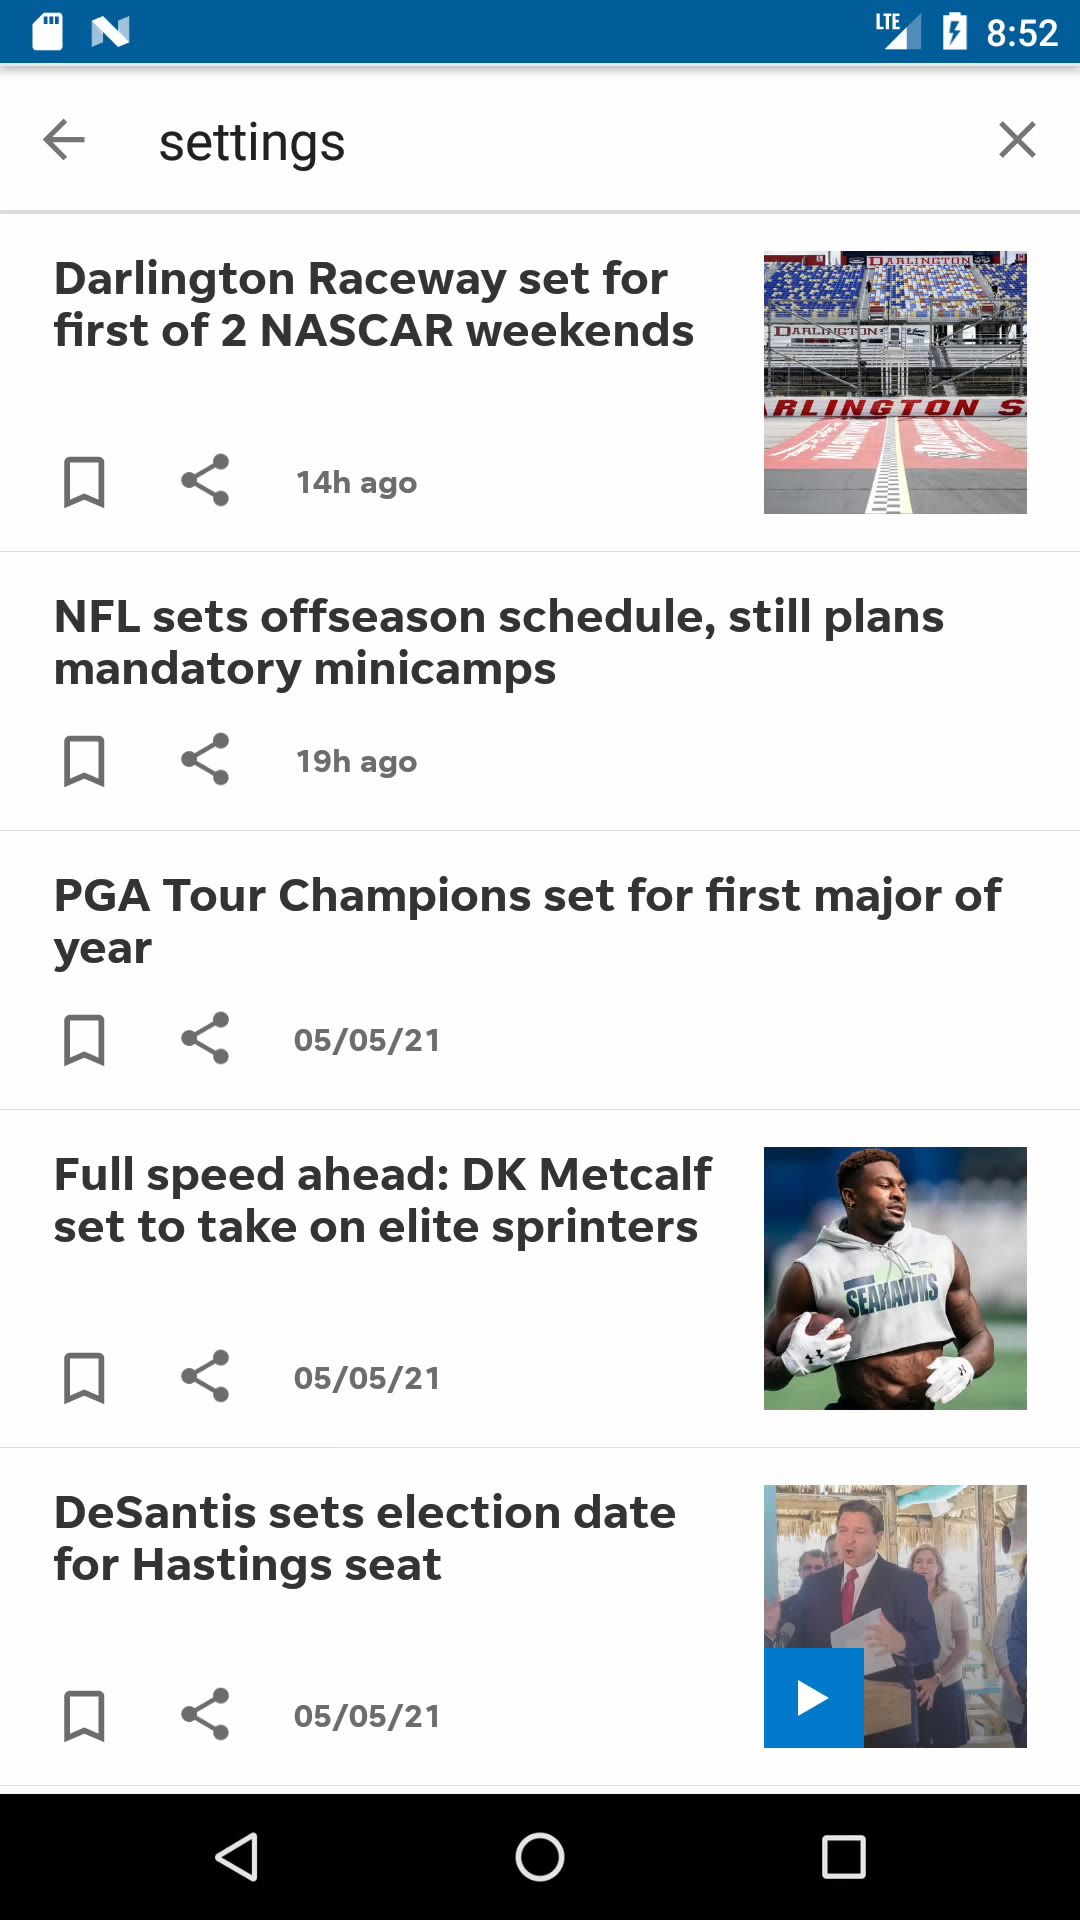 LTE 8:52
settings
Darlington Raceway set for
first of 2 NASCAR weekends
DARLINGTON
DARLINGTON
ARLINGTON S
14h ago
NFL sets offseason schedule, still plans
mandatory minicamps
19h ago
PGA Tour Champions set for first major of
year
05/05/21
Full speed ahead: DK Metcalf
set to take on elite sprinters
SEAHAWKS
05/05/21
DeSantis sets election date
for Hastings seat
05/05/21